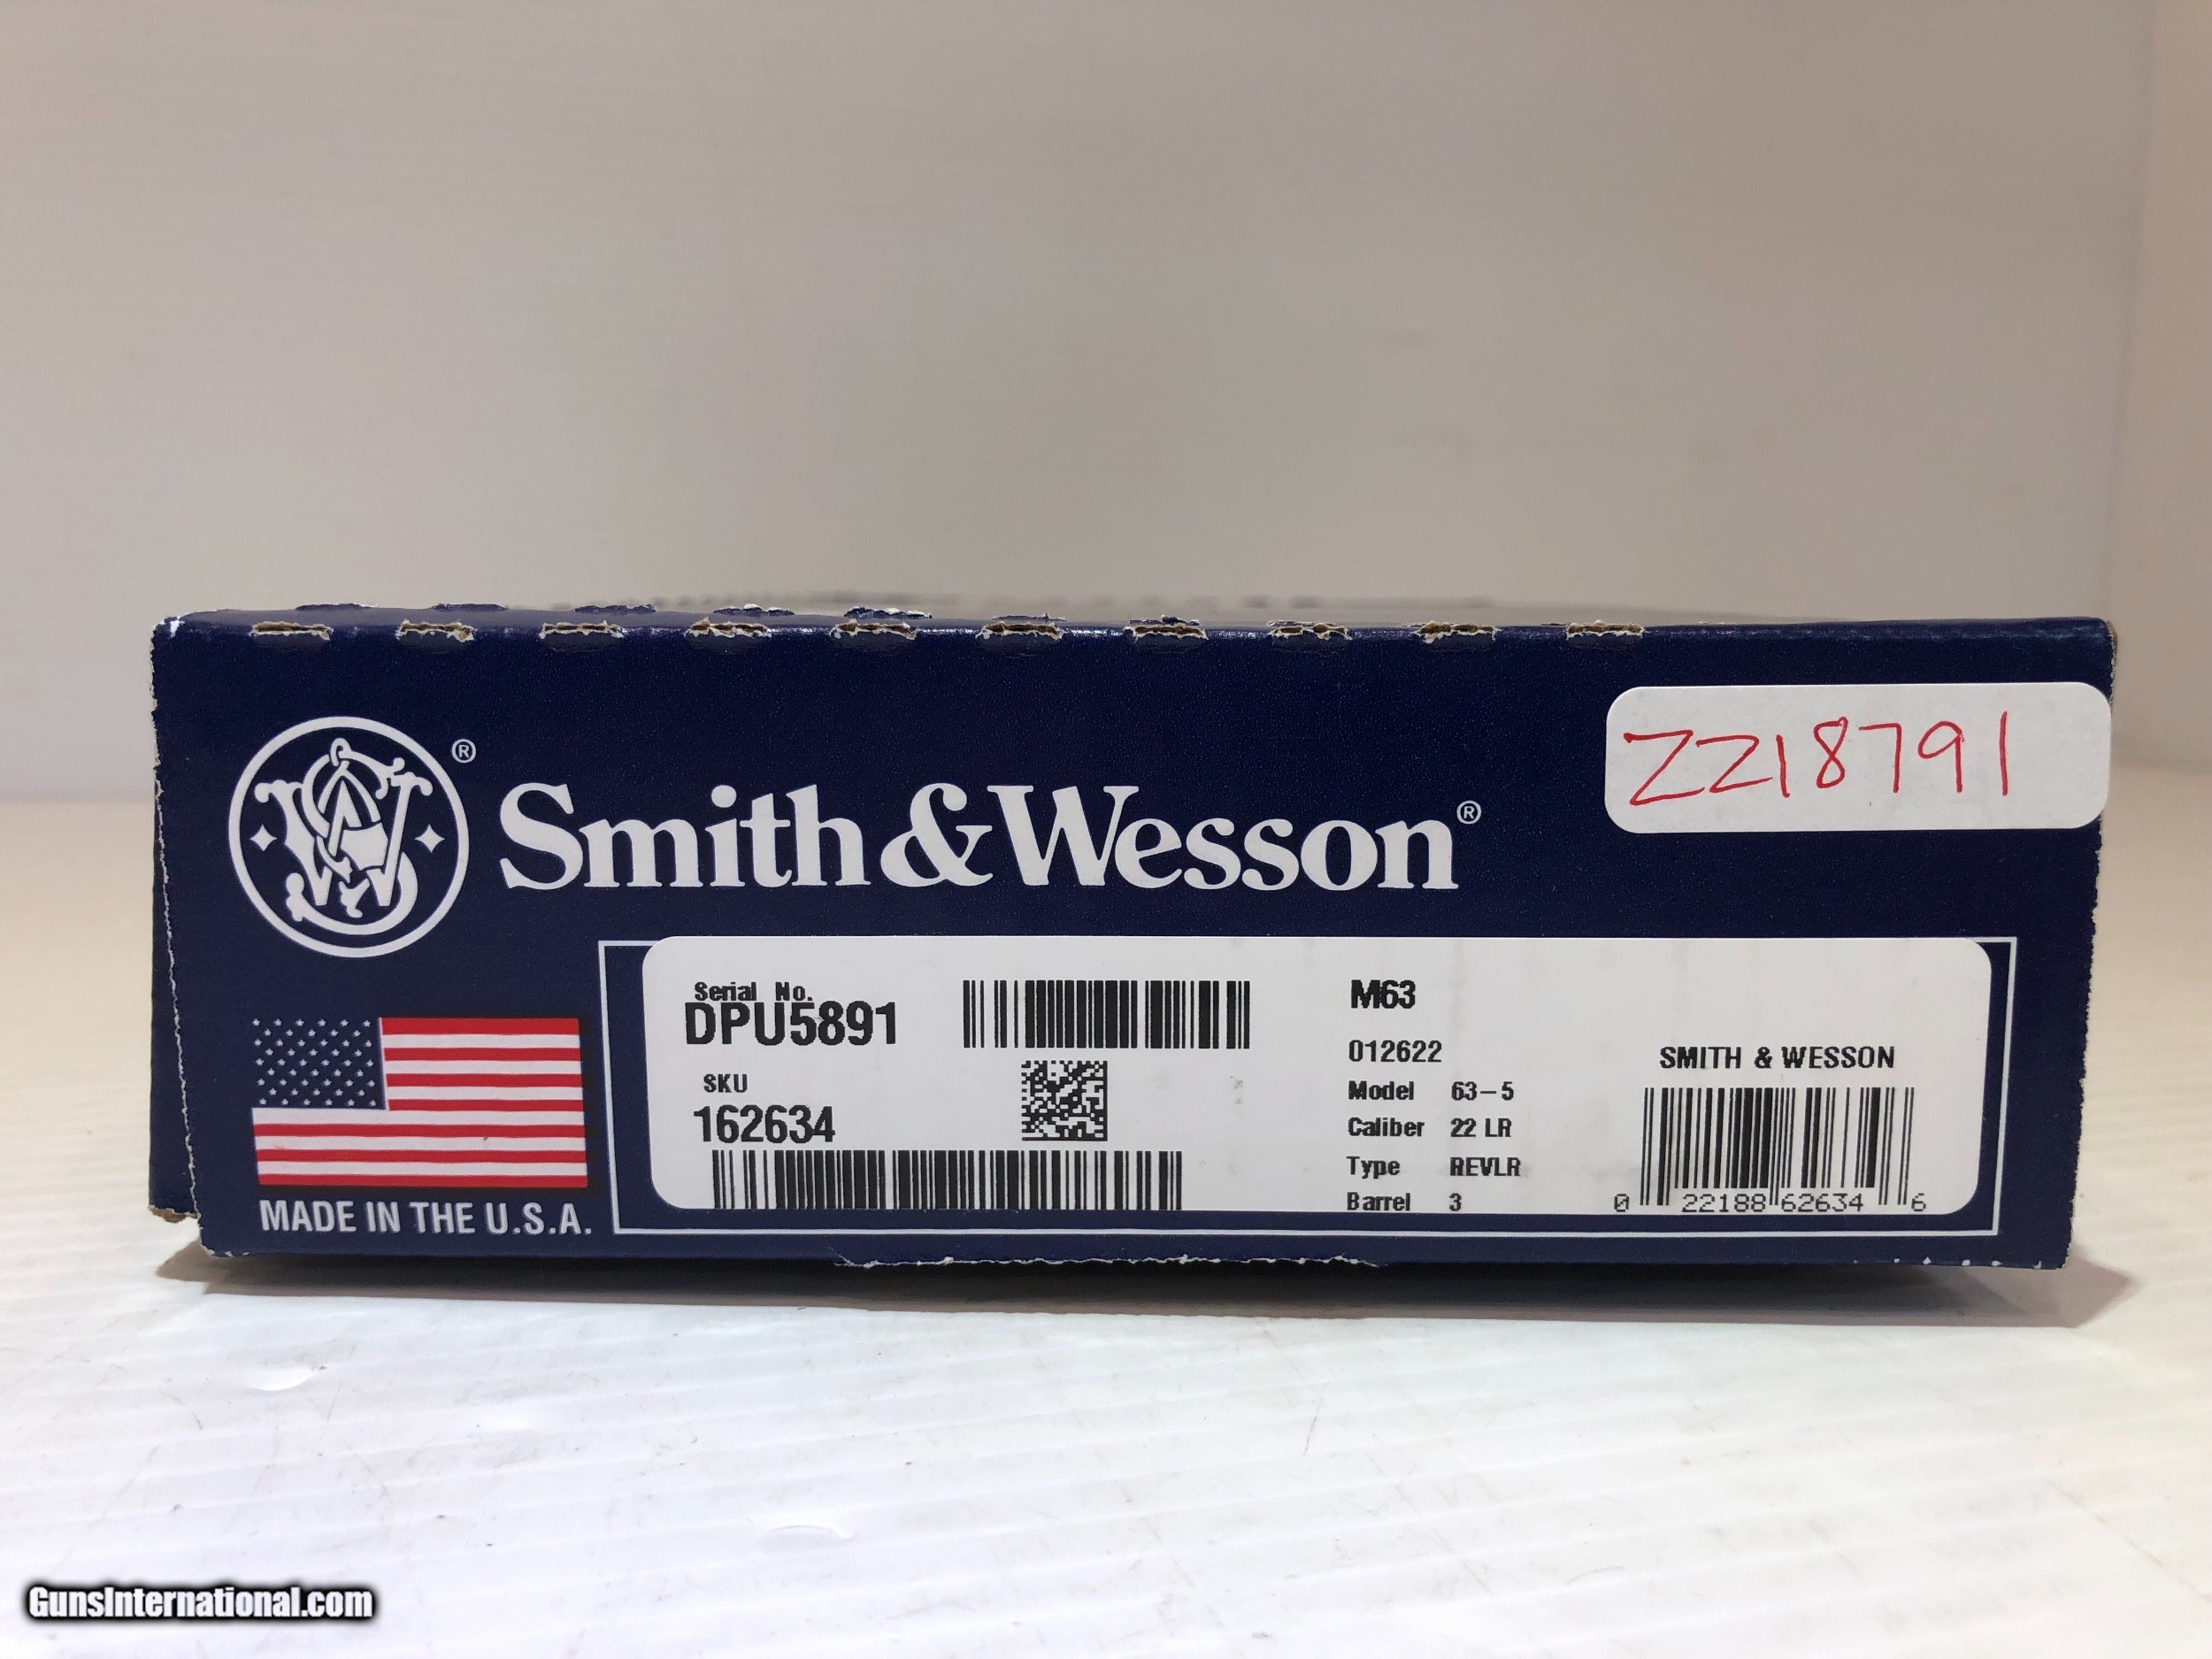 ZZ18791
®
Smith & Wesson®
MADE IN THE U.S.A.
Serial No.
DPU5891
SKU
162634
M63
012622
Model 63-5
Caliber 22 LR
Type REVLR
Barrel 3
SMITH & WESSON
0 22188 62634 6
GunsInternational.com